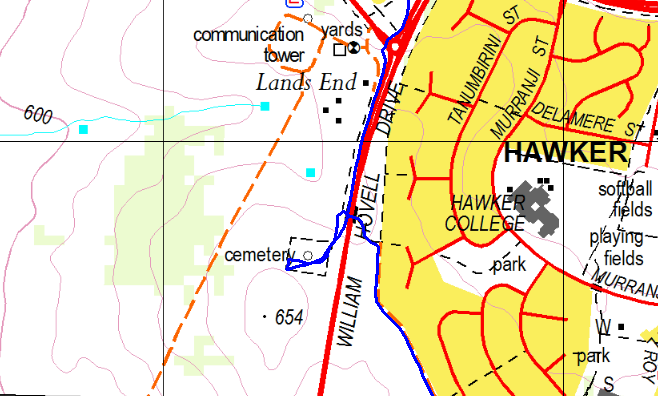 communication
tower
yards
Lands End
600
TANUMBIRINI ST
MURRANJI ST
DELAMERE ST
HAWKER
WILLIAM HOVELL DRIVE
HAWKER
COLLEGE
softball
fields
playing
fields
cemetery
park
MURRANJ
654
W
park
ROY
S